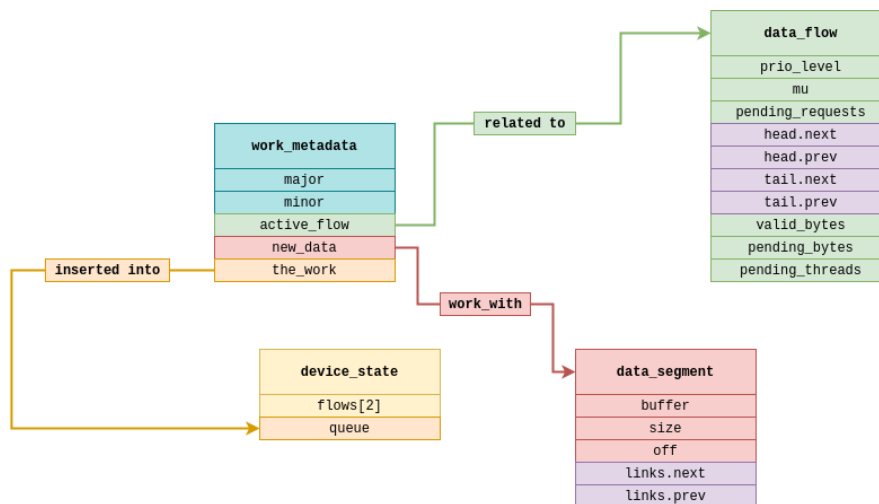 data_flow
prio_level
mu
pending_requests
head.next
head.prev
tail.next
tail.prev
valid_bytes
pending_bytes
pending_threads
related to
work_metadata
major
minor
active_flow
new_data
the_work
inserted into
work_with
device_state
flows[2]
queue
data_segment
buffer
size
off
links.next
links.prev